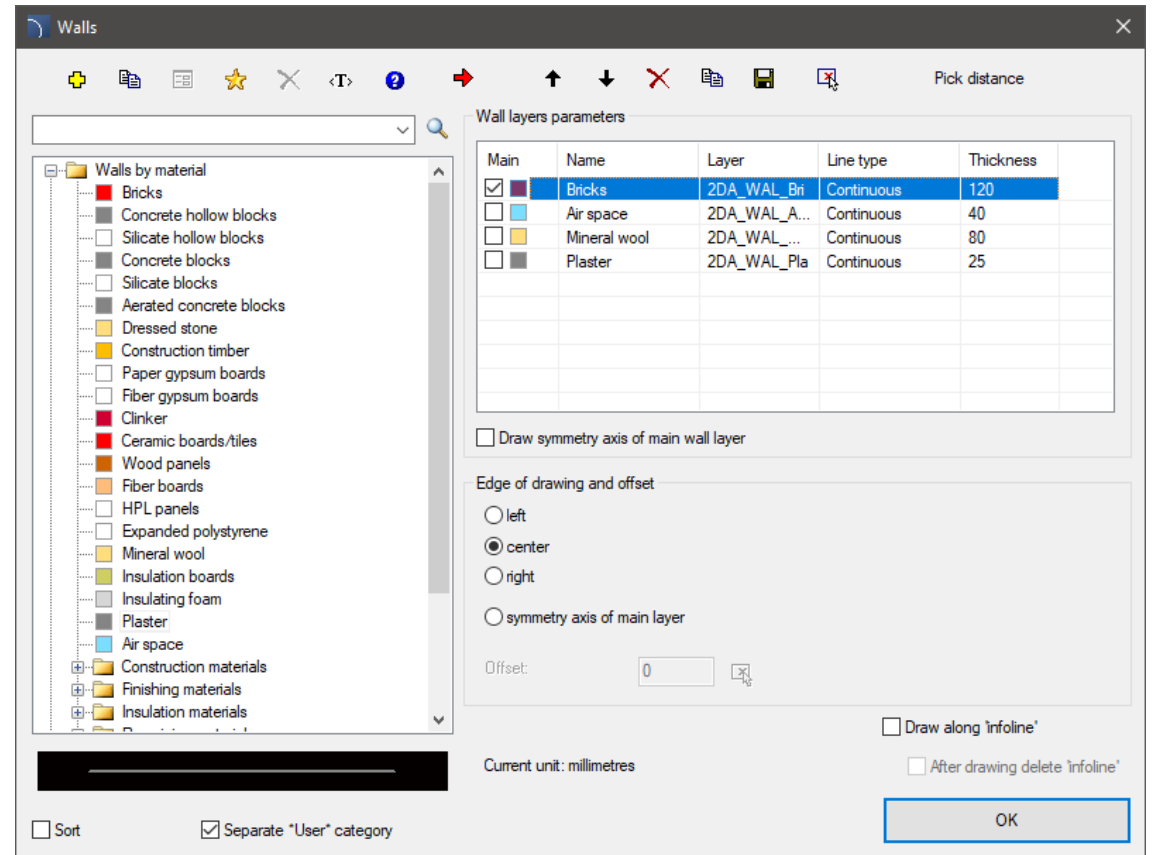 Walls
<T>
?
Pick distance
Walls by material
Bricks
Concrete hollow blocks
Silicate hollow blocks
Concrete blocks
Silicate blocks
Aerated concrete blocks
Dressed stone
Construction timber
Paper gypsum boards
Fiber gypsum boards
Clinker
Ceramic boards/tiles
Wood panels
Fiber boards
HPL panels
Expanded polystyrene
Mineral wool
Insulation boards
Insulating foam
Plaster
Air space
Construction materials
Finishing materials
Insulation materials
Sort
Separate "User" category
Wall layers parameters
Main Name Layer Line type Thickness
Bricks 2DA_WAL_Bri Continuous 120
Air space 2DA_WAL_A... Continuous 40
Mineral wool 2DA_WAL_... Continuous 80
Plaster 2DA_WAL_Pla Continuous 25
Draw symmetry axis of main wall layer
Edge of drawing and offset
left
center
right
symmetry axis of main layer
Offset: 0
Draw along 'infoline'
Current unit: millimetres
After drawing delete 'infoline'
OK